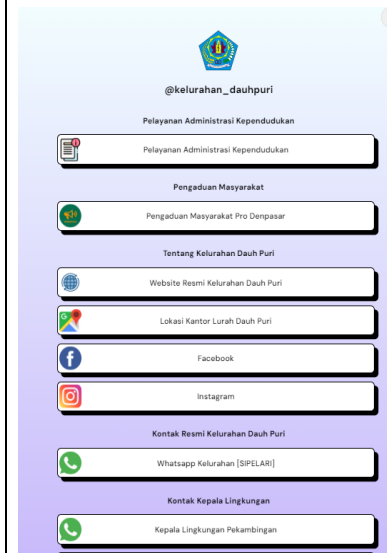 @kelurahan_dauhpuri
Pelayanan Administrasi Kependudukan
Pelayanan Administrasi Kependudukan
Pengaduan Masyarakat
Pengaduan Masyarakat Pro Denpasar
Tentang Kelurahan Dauh Puri
Website Resmi Kelurahan Dauh Puri
Lokasi Kantor Lurah Dauh Puri
Facebook
Instagram
Kontak Resmi Kelurahan Dauh Puri
Whatsapp Kelurahan [SIPELARI]
Kontak Kepala Lingkungan
Kepala Lingkungan Pekambingan